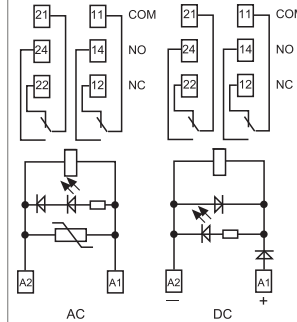 21 11 COM 21 11 COM
24 14 NO 24 14 NO
22 12 NC 22 12 NC
A2 A1 A2 A1
— +
AC DC